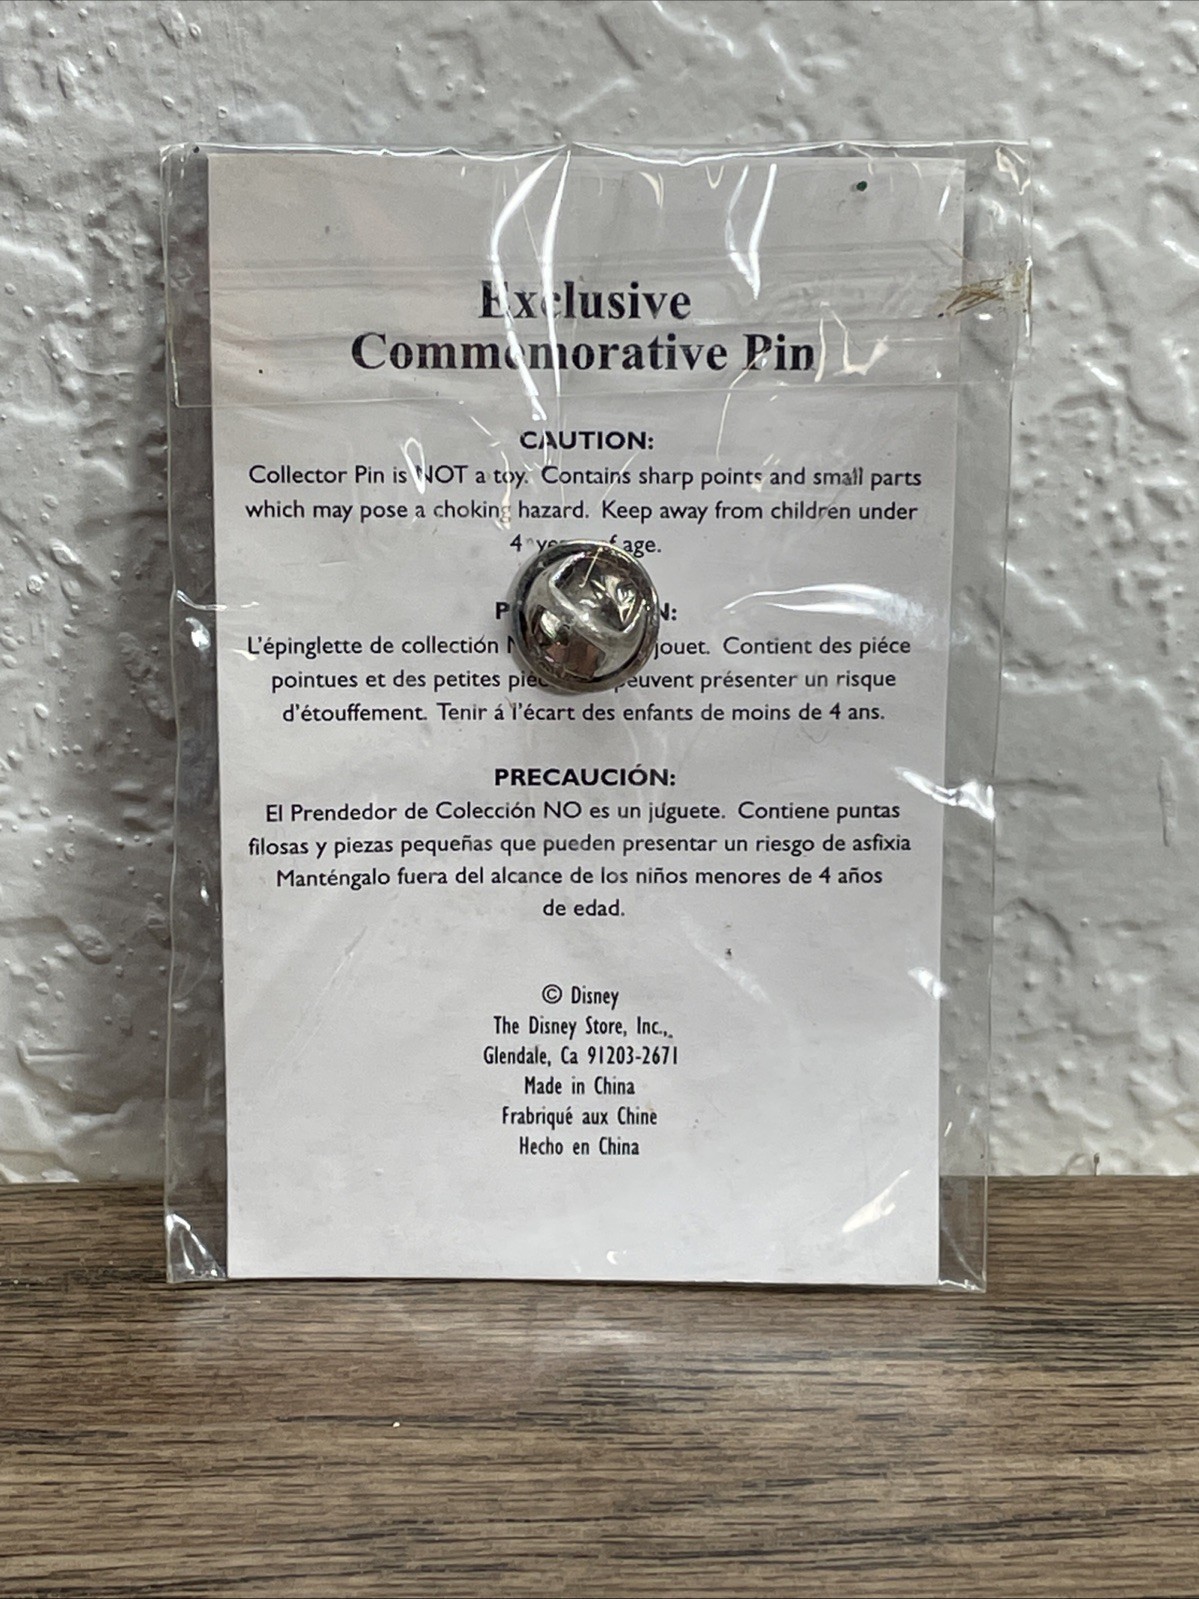 Exclusive
Commemorative Pin
CAUTION:
Collector Pin is NOT a toy. Contains sharp points and small parts
which may pose a choking hazard. Keep away from children under
4 of age.
L'épinglette de collectión jouet. Contient des piéce
pointues et des petites peuvent présenter un risque
d'étouffement. Tenir á l'écart des enfants de moins de 4 ans.
PRECAUCIÓN:
El Prendedor de Colección NO es un júguete. Contiene puntas
filosas y piezas pequeñas que pueden presentar un riesgo de asfixia
Manténgalo fuera del alcance de los niños menores de 4 años
de edad.
© Disney
The Disney Store, Inc.,
Glendale, Ca 91203-2671
Made in China
Frabriqué aux Chine
Hecho en China